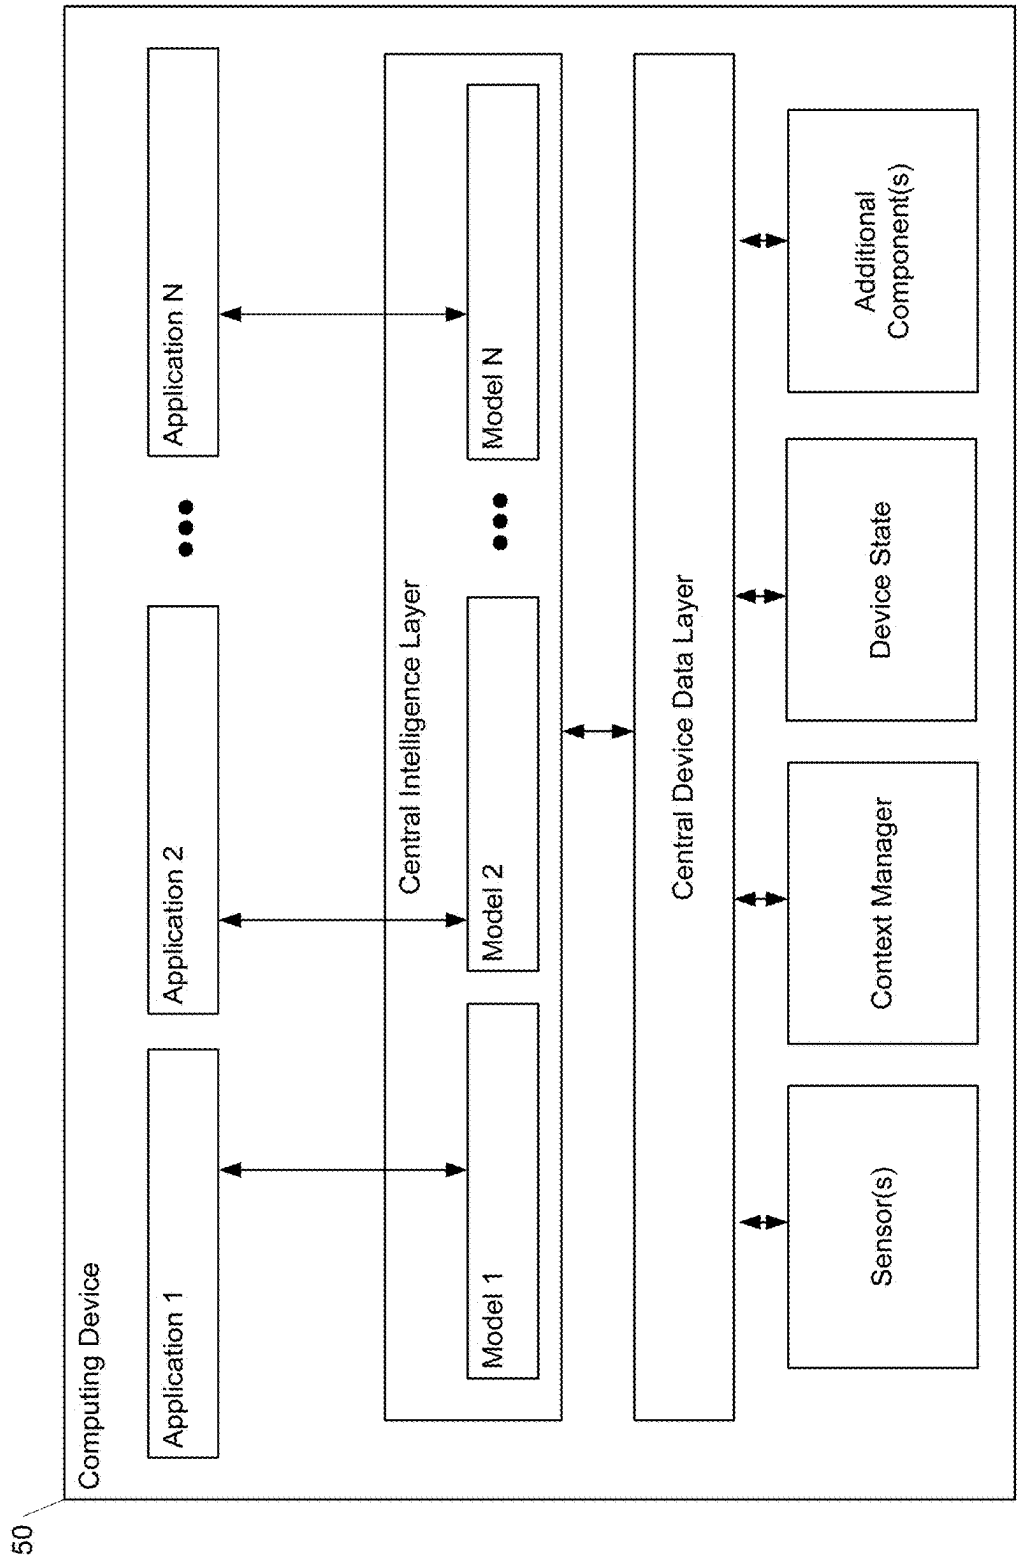 50
Computing Device
Application 1
Application 2
Application N
Central Intelligence Layer
Model 1
Model 2
Model N
Central Device Data Layer
Sensor(s)
Context Manager
Device State
Additional
Component(s)